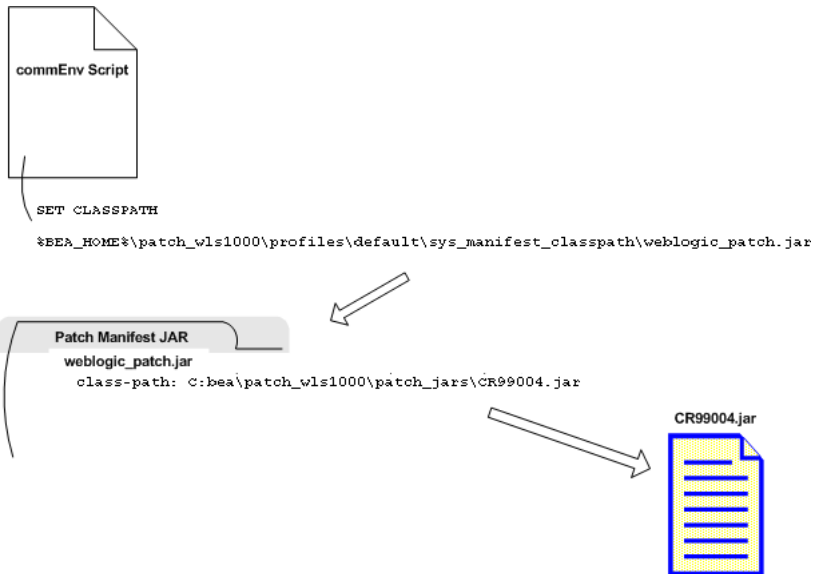 commEnv Script
SET CLASSPATH
%BEA_HOME%\patch_wls1000\profiles\default\sys_manifest_classpath\weblogic_patch.jar
Patch Manifest JAR
weblogic_patch.jar
class-path: C:bea\patch_wls1000\patch_jars\CR99004.jar
CR99004.jar